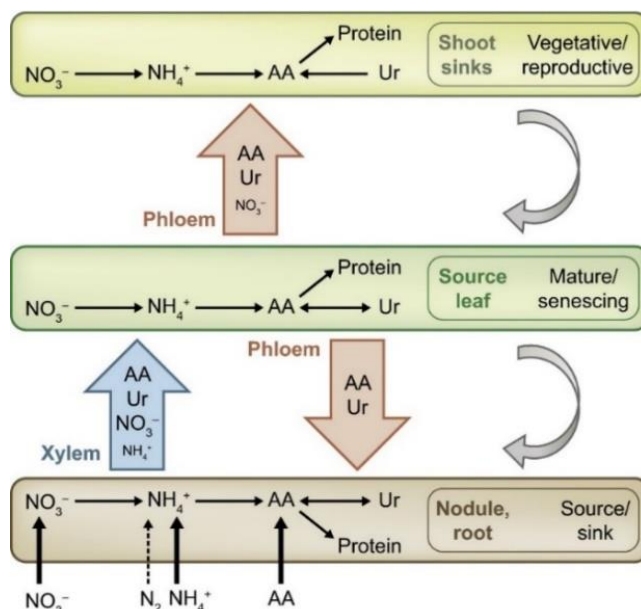 Protein
NO₃⁻ NH₄⁺ AA Ur
Shoot sinks Vegetative/ reproductive
AA
Ur
NO₃⁻
Phloem
Protein
NO₃⁻ NH₄⁺ AA Ur
Source leaf Mature/ senescing
Phloem
AA
Ur
NO₃⁻
NH₄⁺
Xylem
AA
Ur
NO₃⁻ NH₄⁺ AA Ur
Protein
Nodule, root Source/ sink
NO₃⁻ N₂ NH₄⁺ AA